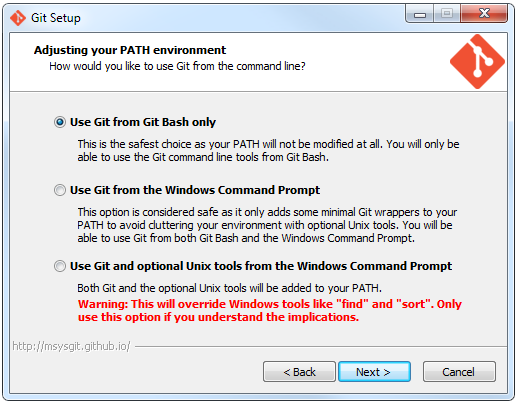 Git Setup
Adjusting your PATH environment
How would you like to use Git from the command line?
Use Git from Git Bash only
This is the safest choice as your PATH will not be modified at all. You will only be
able to use the Git command line tools from Git Bash.
Use Git from the Windows Command Prompt
This option is considered safe as it only adds some minimal Git wrappers to your
PATH to avoid cluttering your environment with optional Unix tools. You will be
able to use Git from both Git Bash and the Windows Command Prompt.
Use Git and optional Unix tools from the Windows Command Prompt
Both Git and the optional Unix tools will be added to your PATH.
Warning: This will override Windows tools like "find" and "sort". Only
use this option if you understand the implications.
http://msysgit.github.io/
< Back
Next >
Cancel